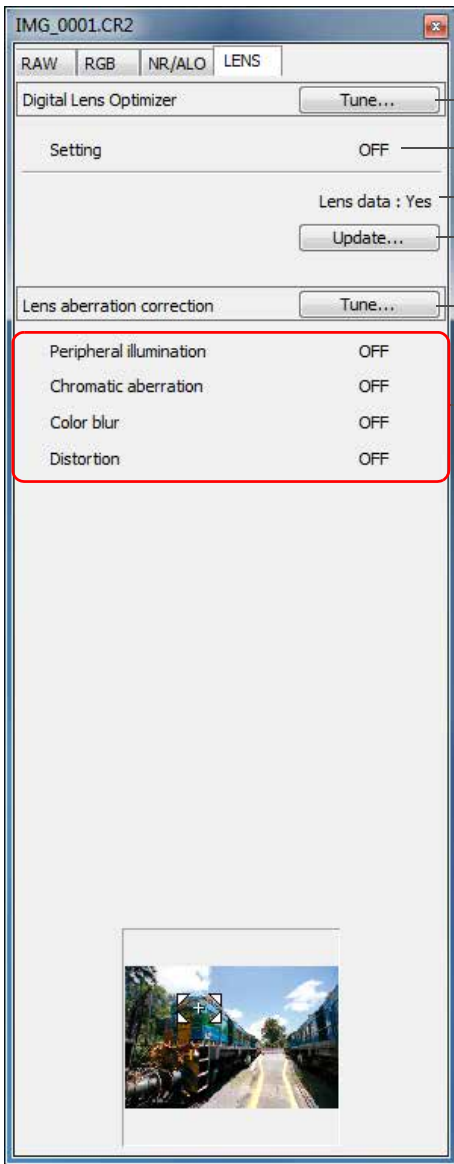 IMG_0001.CR2
RAW RGB NR/ALO LENS
Digital Lens Optimizer Tune...
Setting OFF
Lens data : Yes
Update...
Lens aberration correction Tune...
Peripheral illumination OFF
Chromatic aberration OFF
Color blur OFF
Distortion OFF